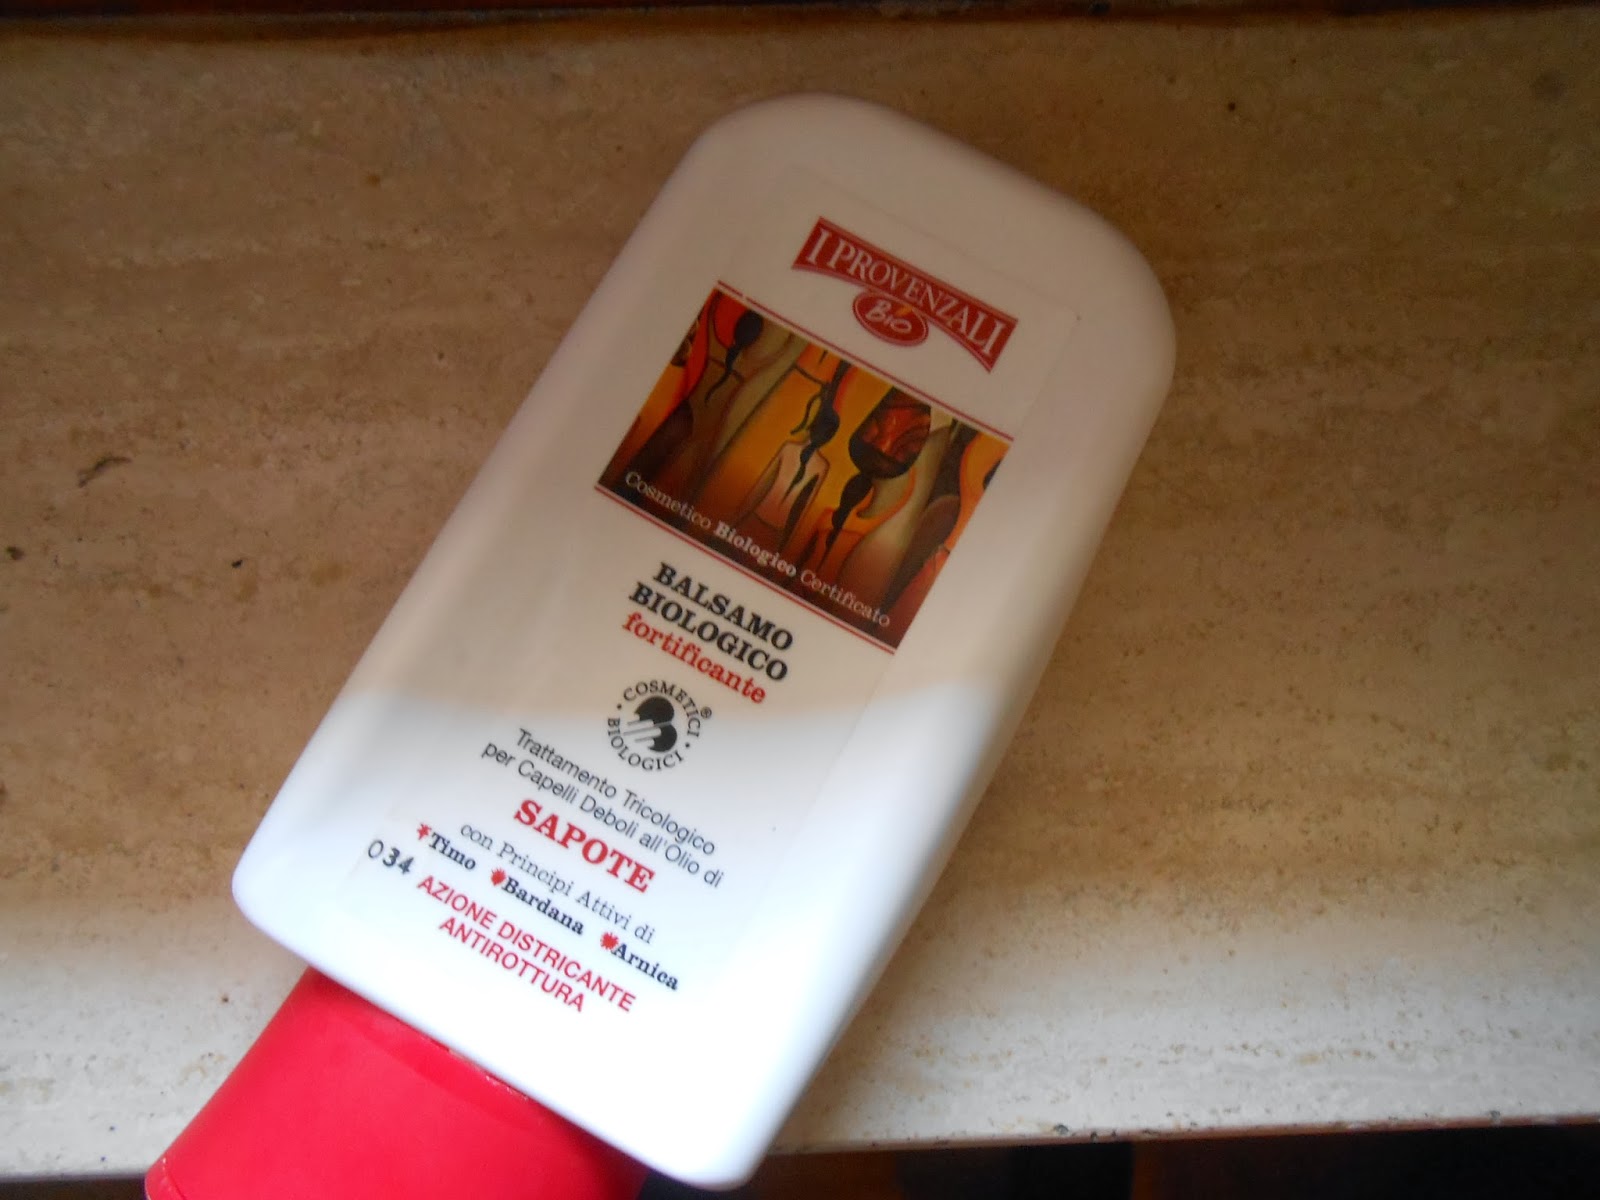 I PROVENZALI
Bio
Cosmetico Biologico Certificato
BALSAMO
BIOLOGICO
fortificante
COSMETICI ®
BIOLOGICI
Trattamento Tricologico
per Capelli Deboli all'Olio di
SAPOTE
con Principi Attivi di
Timo Bardana Arnica
034
AZIONE DISTRICANTE
ANTIROTTURA